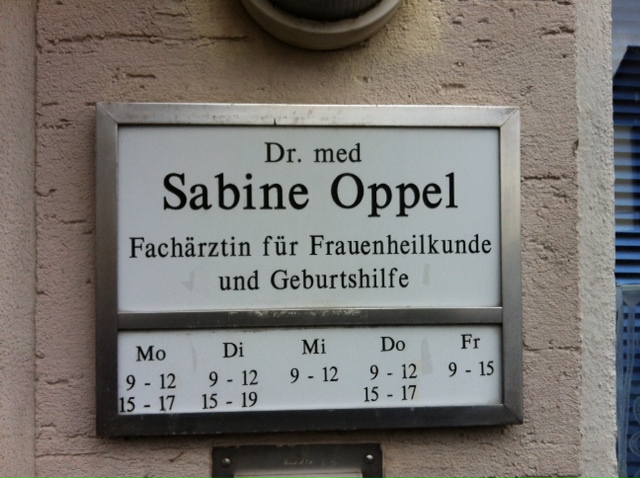 Dr. med
Sabine Oppel
Fachärztin für Frauenheilkunde
und Geburtshilfe
Mo Di Mi Do Fr
9 - 12 9 - 12 9 - 12 9 - 12 9 - 15
15 - 17 15 - 19 15 - 17